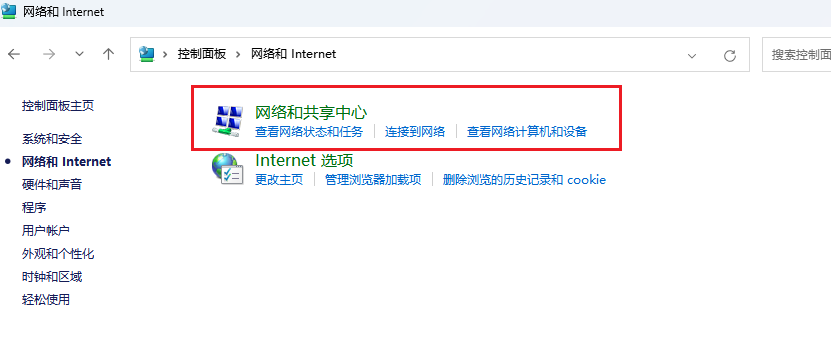 网络和 Internet
控制面板 网络和 Internet
搜索控制面
控制面板主页
系统和安全
网络和 Internet
硬件和声音
程序
用户帐户
外观和个性化
时钟和区域
轻松使用
网络和共享中心
查看网络状态和任务 连接到网络 查看网络计算机和设备
Internet 选项
更改主页 管理浏览器加载项 删除浏览的历史记录和 cookie